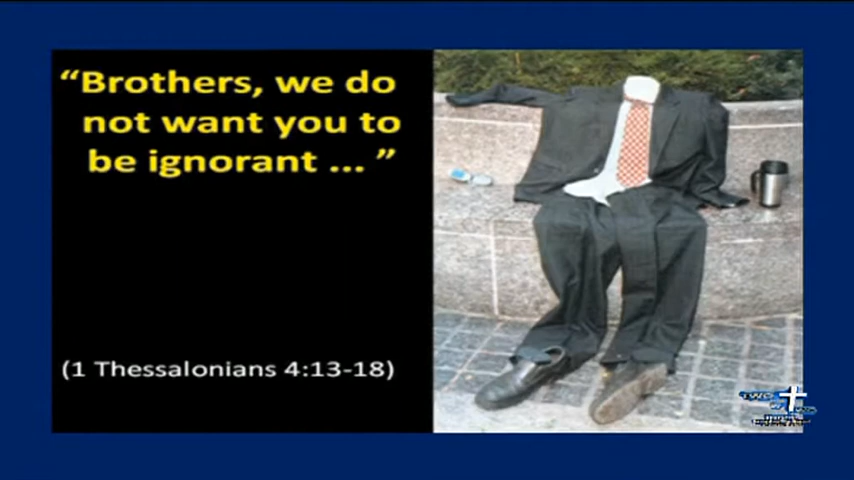 “Brothers, we do
not want you to
be ignorant ... ”
(1 Thessalonians 4:13-18)